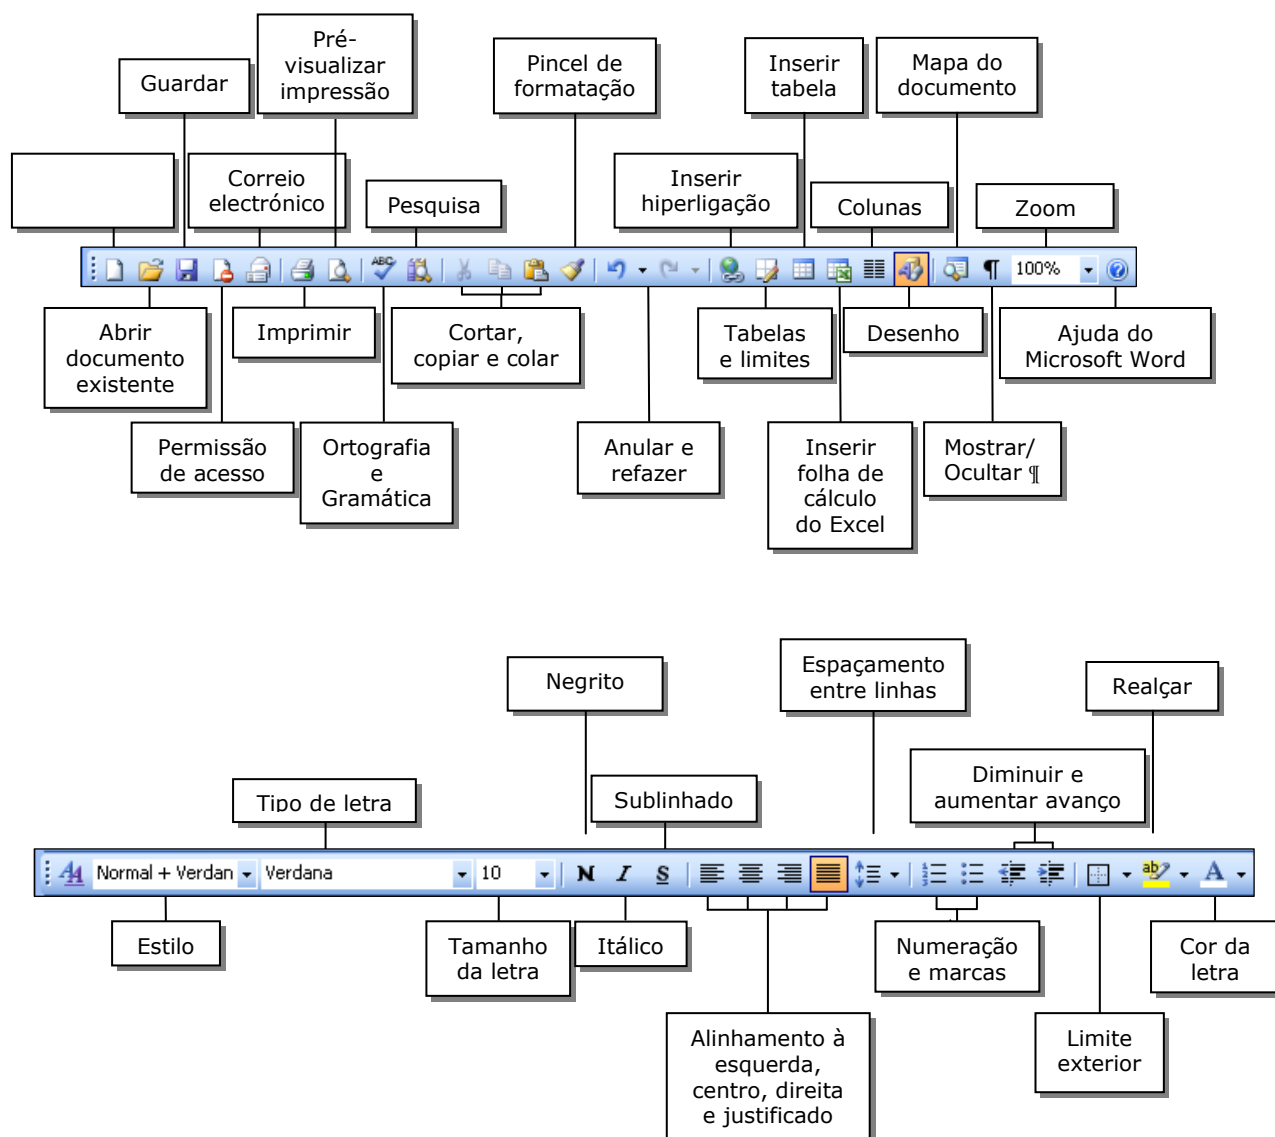 Pré-
visualizar
impressão
Guardar
Pincel de
formatação
Inserir
tabela
Mapa do
documento
Correio
electrónico
Pesquisa
Inserir
hiperligação
Colunas
Zoom
ABC
100%
Abrir
documento
existente
Imprimir
Cortar,
copiar e colar
Tabelas
e limites
Desenho
Ajuda do
Microsoft Word
Permissão
de acesso
Ortografia
e
Gramática
Anular e
refazer
Inserir
folha de
cálculo
do Excel
Mostrar/
Ocultar ¶
Negrito
Espaçamento
entre linhas
Realçar
Tipo de letra
Sublinhado
Diminuir e
aumentar avanço
Normal + Verdan
Verdana
10
N I S
ab
A
Estilo
Tamanho
da letra
Itálico
Numeração
e marcas
Cor da
letra
Alinhamento à
esquerda,
centro, direita
e justificado
Limite
exterior